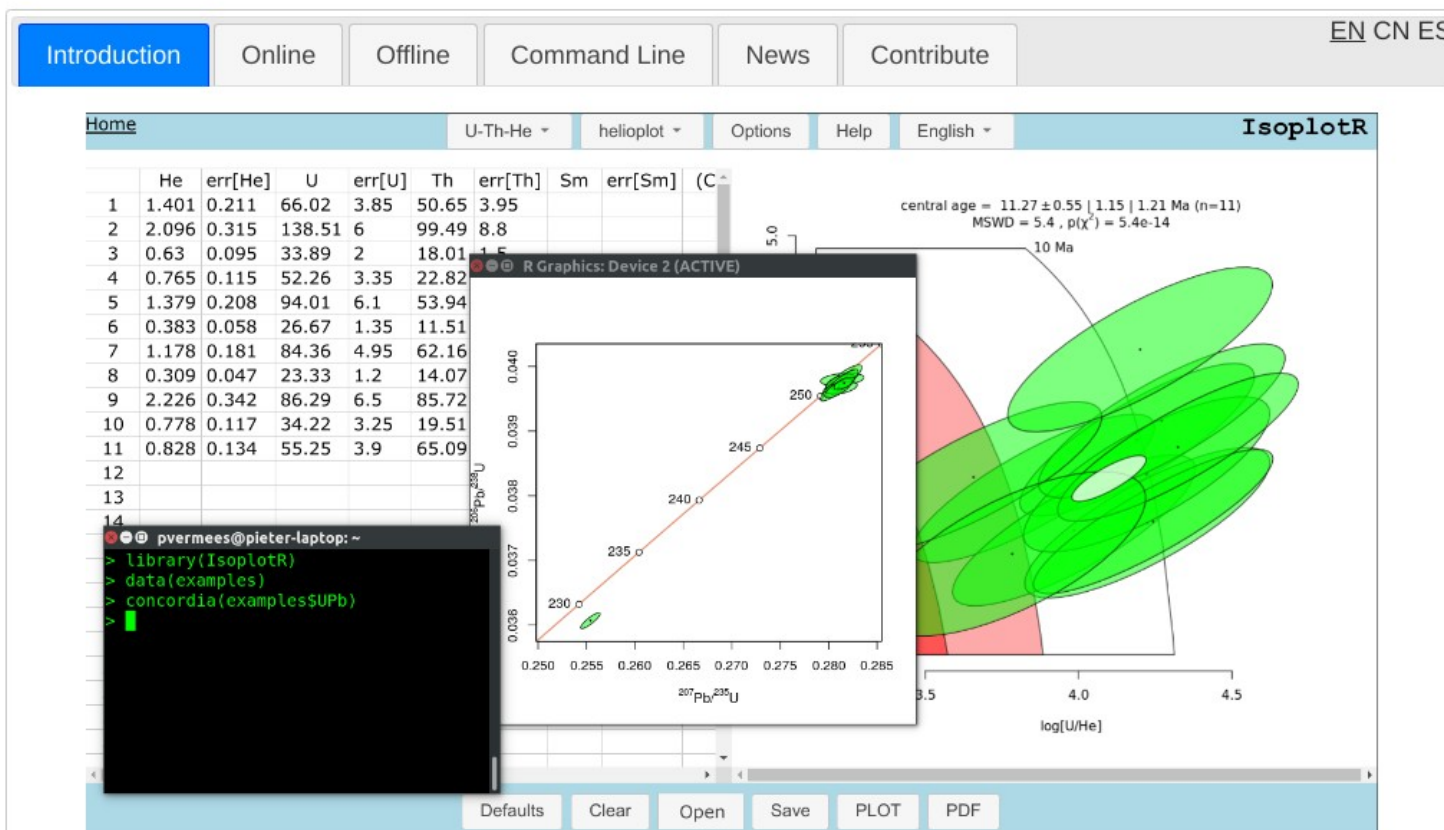 Introduction Online Offline Command Line News Contribute EN CN ES
Home U-Th-He helioplot Options Help English IsoplotR
He err[He] U err[U] Th err[Th] Sm err[Sm] (C
1 1.401 0.211 66.02 3.85 50.65 3.95
2 2.096 0.315 138.51 6 99.49 8.8
3 0.63 0.095 33.89 2 18.01 1.5
4 0.765 0.115 52.26 3.35 22.82
5 1.379 0.208 94.01 6.1 53.94
6 0.383 0.058 26.67 1.35 11.51
7 1.178 0.181 84.36 4.95 62.16
8 0.309 0.047 23.33 1.2 14.07
9 2.226 0.342 86.29 6.5 85.72
10 0.778 0.117 34.22 3.25 19.51
11 0.828 0.134 55.25 3.9 65.09
12
13
14
central age = 11.27 ± 0.55 | 1.15 | 1.21 Ma (n=11)
MSWD = 5.4 , p(χ²) = 5.4e-14
10 Ma
5.0
3.5 4.0 4.5
log[U/He]
R Graphics: Device 2 (ACTIVE)
0.040
0.039
0.038
0.037
0.036
²⁰⁶Pb/²³⁸U
250
245
240
235
230
0.250 0.255 0.260 0.265 0.270 0.275 0.280 0.285
²⁰⁷Pb/²³⁵U
pvermees@pieter-laptop: ~
> library(IsoplotR)
> data(examples)
> concordia(examples$UPb)
>
Defaults Clear Open Save PLOT PDF